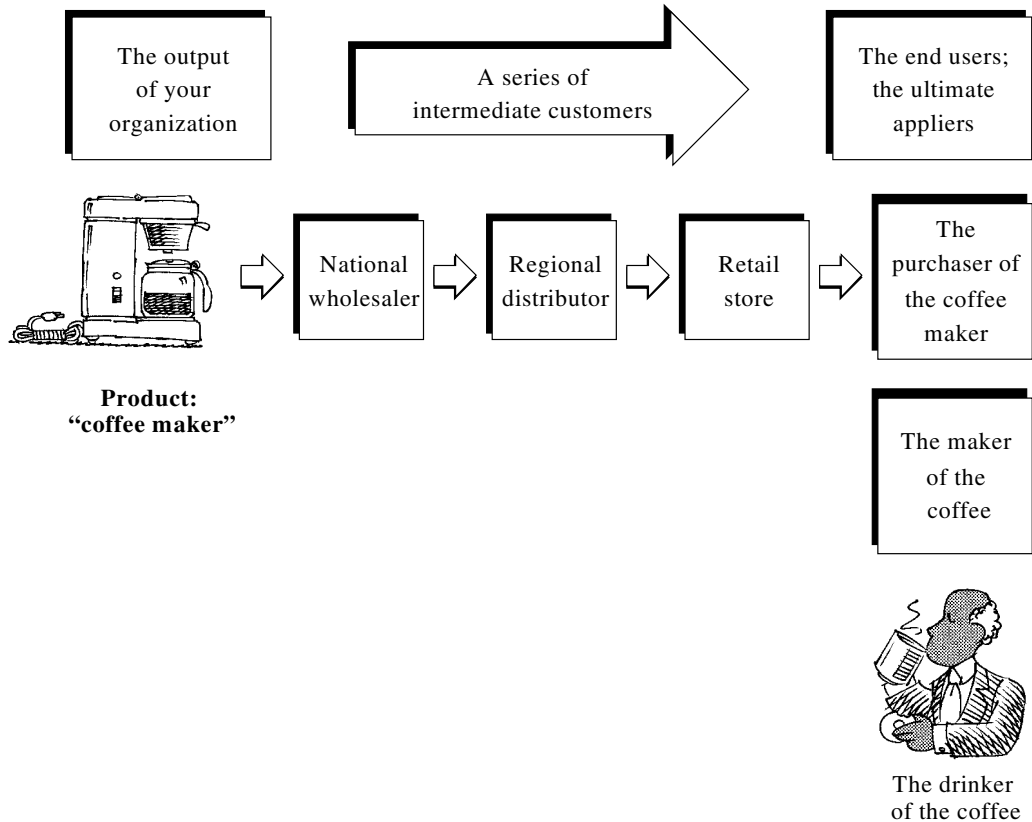 The output
of your
organization
A series of
intermediate customers
The end users;
the ultimate
appliers
National
wholesaler
Regional
distributor
Retail
store
The
purchaser of
the coffee
maker
Product:
“coffee maker”
The maker
of the
coffee
The drinker
of the coffee